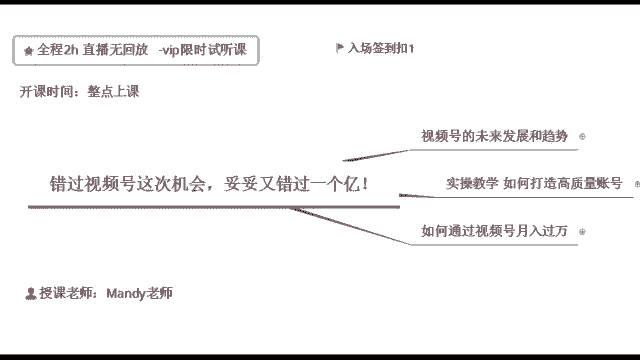 全程2h 直播无回放 -vip限时试听课
入场签到扣1
开课时间：整点上课
视频号的未来发展和趋势
错过视频号这次机会，妥妥又错过一个亿！
实操教学 如何打造高质量账号
如何通过视频号月入过万
授课老师：Mandy老师